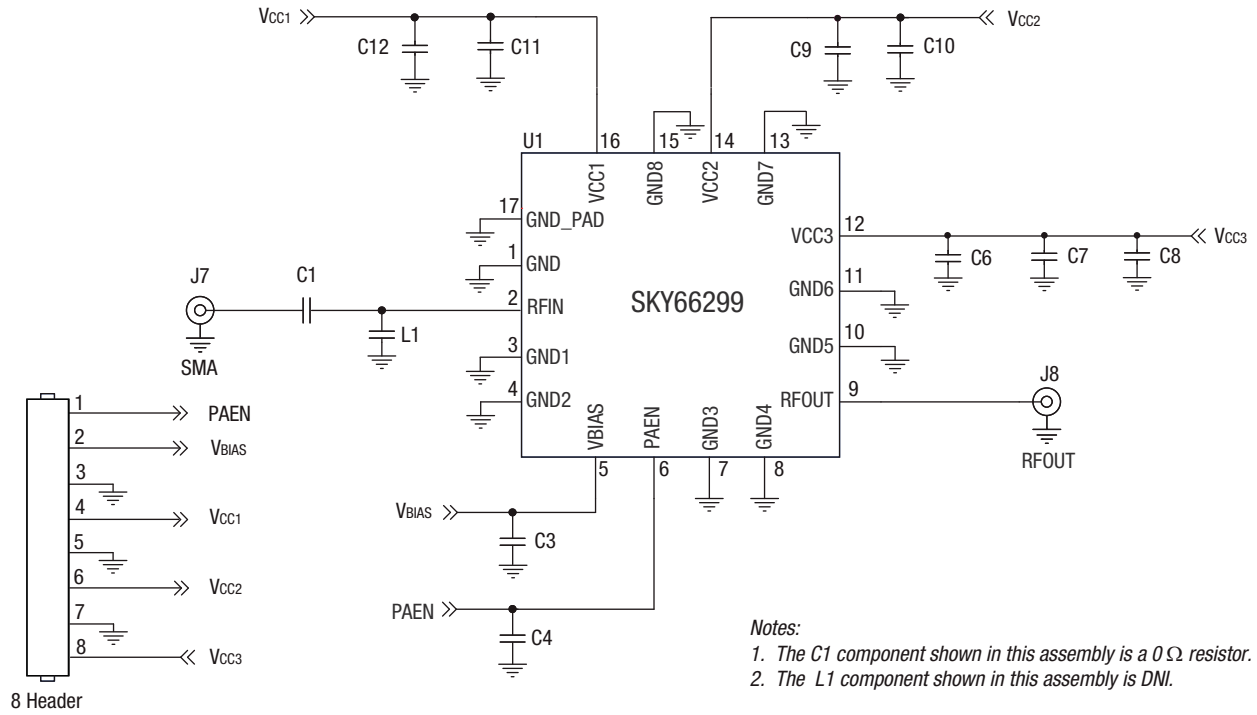 VCC1
VCC2
C12
C11
C9
C10
U1
16
15
14
13
VCC1
GND8
VCC2
GND7
17
GND_PAD
12
VCC3
VCC3
C6
C7
C8
1
GND
J7
C1
2
RFIN
L1
SMA
SKY66299
11
GND6
10
GND5
3
GND1
4
GND2
9
RFOUT
J8
RFOUT
VBIAS
PAEN
GND3
GND4
5
6
7
8
1
PAEN
2
VBIAS
3
4
VCC1
5
6
VCC2
7
8
VCC3
8 Header
VBIAS
C3
PAEN
C4
Notes:
1. The C1 component shown in this assembly is a 0 Ω resistor.
2. The L1 component shown in this assembly is DNI.